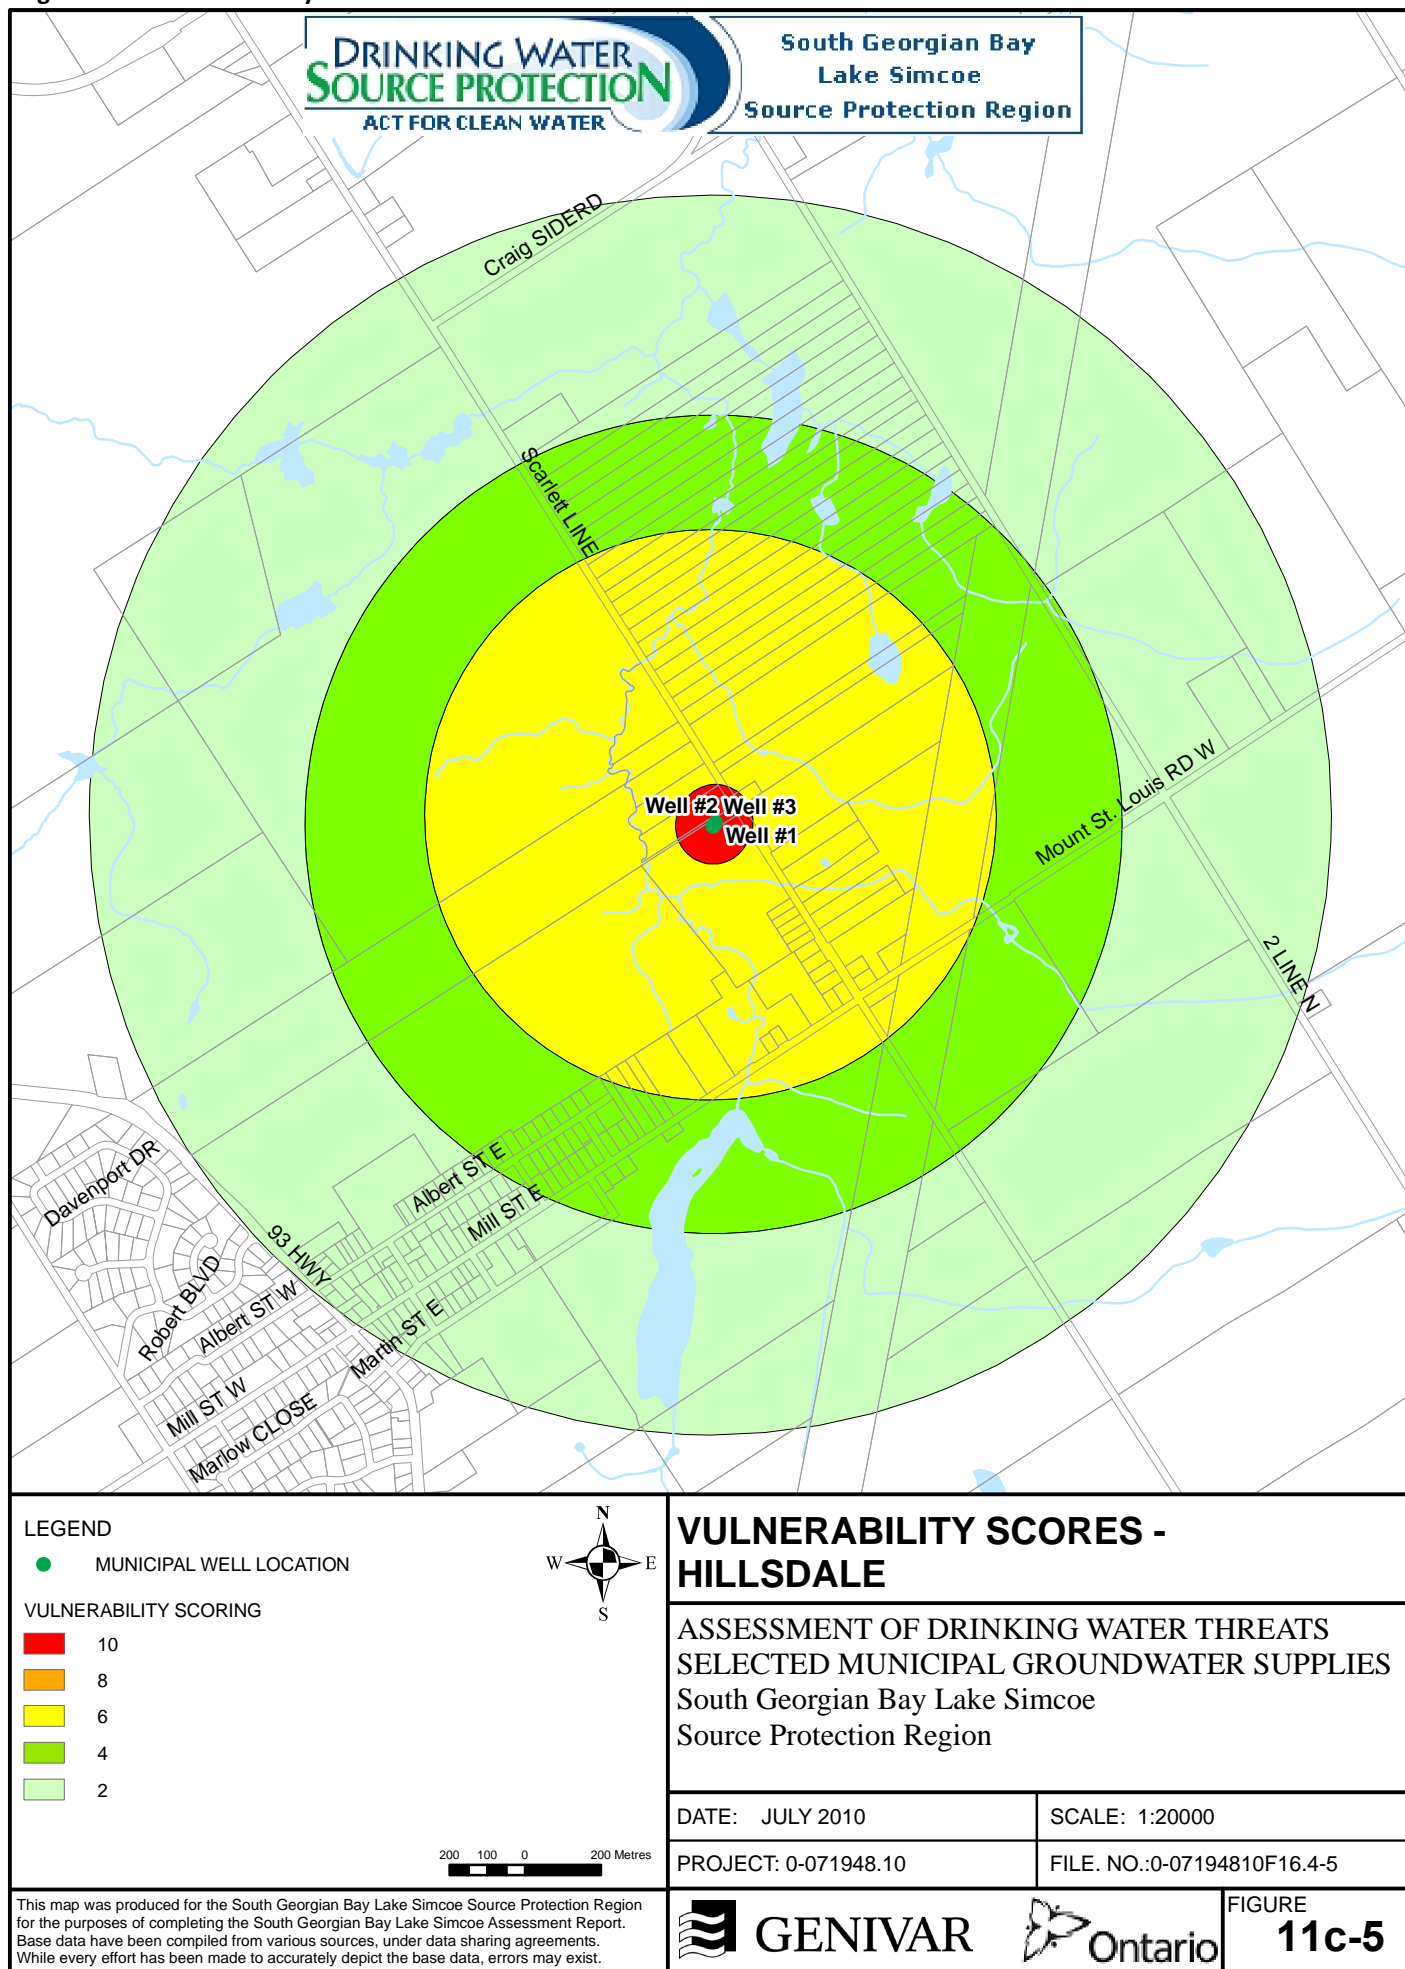 DRINKING WATER
SOURCE PROTECTION
ACT FOR CLEAN WATER
South Georgian Bay
Lake Simcoe
Source Protection Region
Craig SIDERD
Scarlett LINE
Well #2 Well #3
Well #1
Mount St. Louis RD W
2 LINE N
Davenport DR
Albert ST E
Mill ST E
93 HWY
Robert BLVD
Albert ST W
Martin ST E
Mill ST W
Marlow CLOSE
LEGEND
MUNICIPAL WELL LOCATION
VULNERABILITY SCORING
10
8
6
4
2
N
W E
S
200 100 0 200 Metres
VULNERABILITY SCORES -
HILLSDALE
ASSESSMENT OF DRINKING WATER THREATS
SELECTED MUNICIPAL GROUNDWATER SUPPLIES
South Georgian Bay Lake Simcoe
Source Protection Region
DATE: JULY 2010
SCALE: 1:20000
PROJECT: 0-071948.10
FILE. NO.:0-07194810F16.4-5
This map was produced for the South Georgian Bay Lake Simcoe Source Protection Region
for the purposes of completing the South Georgian Bay Lake Simcoe Assessment Report.
Base data have been compiled from various sources, under data sharing agreements.
While every effort has been made to accurately depict the base data, errors may exist.
GENIVAR
Ontario
FIGURE
11c-5